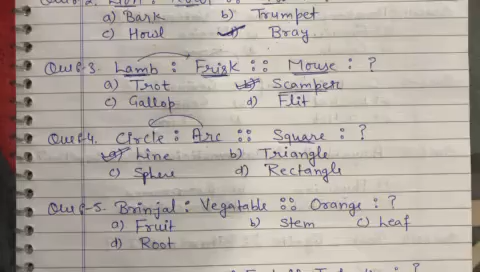 a) Bark b) Trumpet
c) Howl d) Bray
Ques-3. Lamb : Frisk :: Mouse : ?
a) Trot b) Scamper
c) Gallop d) Flit
Ques-4. Circle : Arc :: Square : ?
a) Line b) Triangle
c) Sphere d) Rectangle
Ques-5. Brinjal : Vegatable :: Orange : ?
a) Fruit b) Stem c) Leaf
d) Root